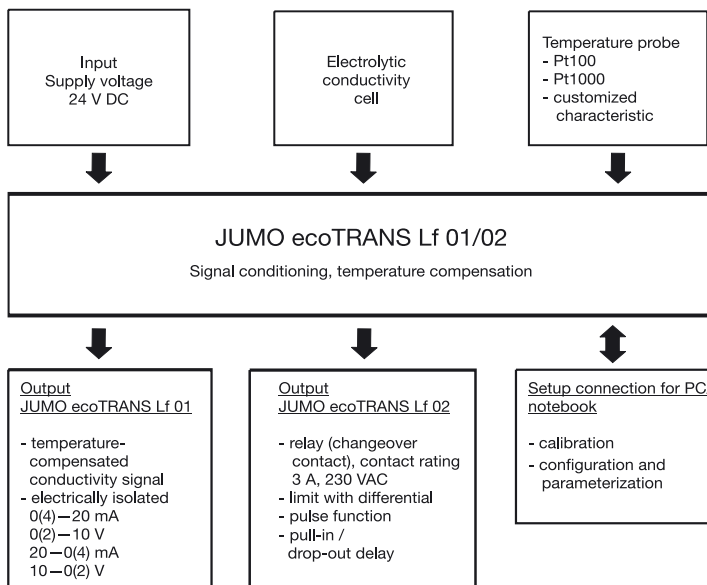 Input
Supply voltage
24 V DC
Electrolytic
conductivity
cell
Temperature probe
- Pt100
- Pt1000
- customized
characteristic
JUMO ecoTRANS Lf 01/02
Signal conditioning, temperature compensation
Output
JUMO ecoTRANS Lf 01
- temperature-
compensated
conductivity signal
- electrically isolated
0(4)—20 mA
0(2)—10 V
20—0(4) mA
10—0(2) V
Output
JUMO ecoTRANS Lf 02
- relay (changeover
contact), contact rating
3 A, 230 VAC
- limit with differential
- pulse function
- pull-in /
drop-out delay
Setup connection for PC/
notebook
- calibration
- configuration and
parameterization